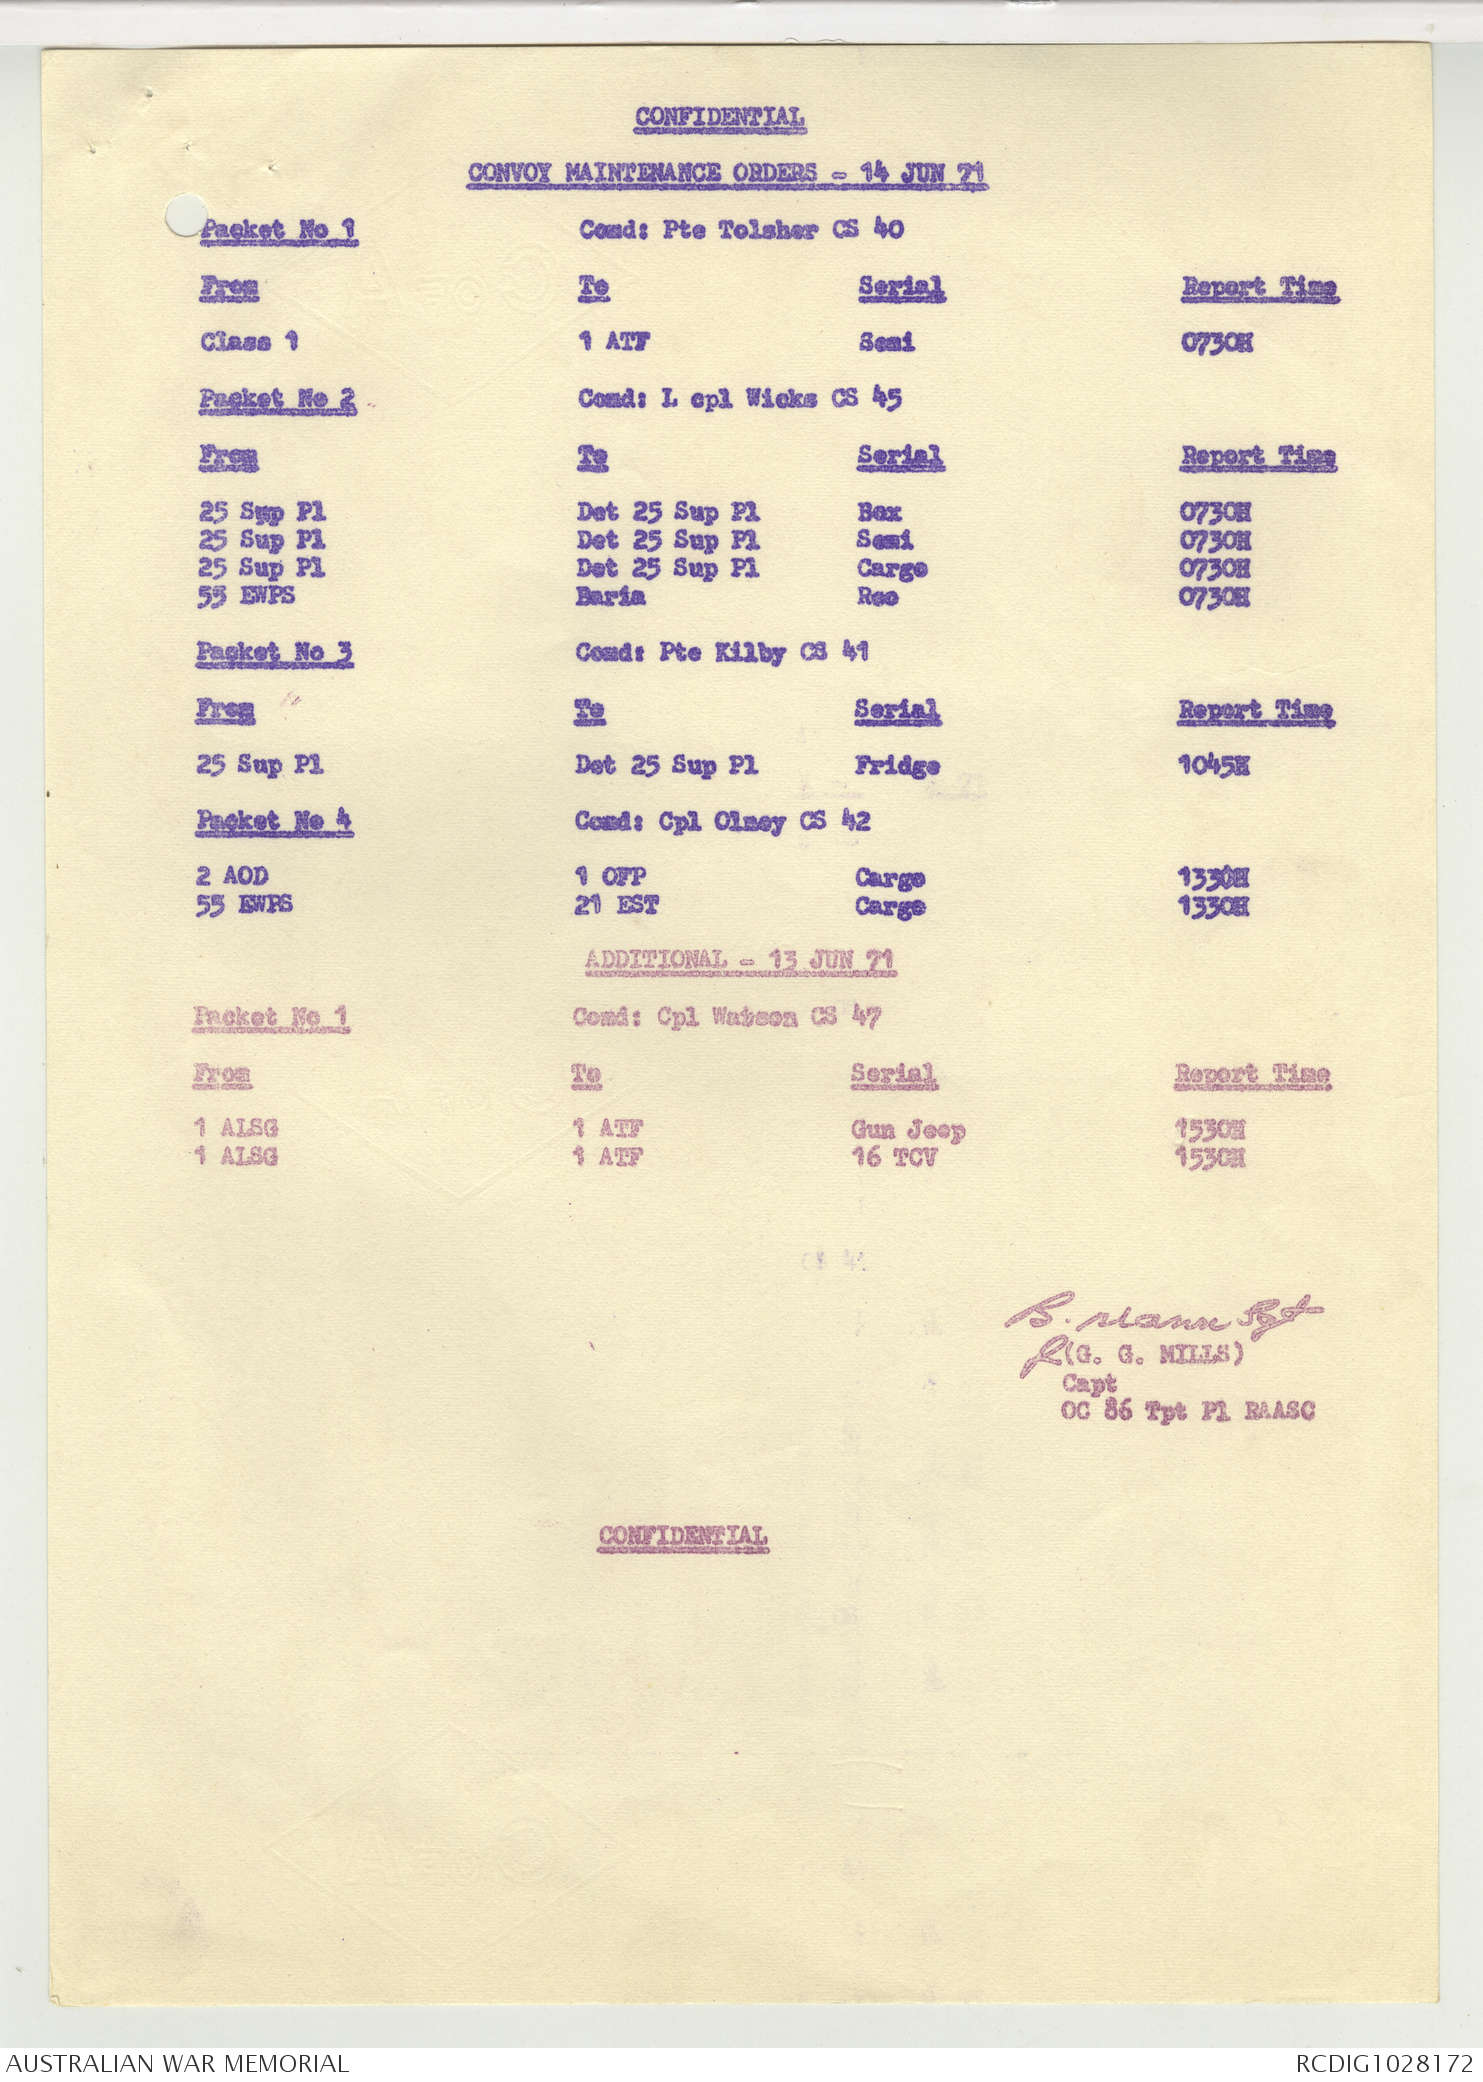 CONFIDENTIAL
CONVOY MAINTENANCE ORDERS - 14 JUN 71
Packet No 1 Comd: Pte Tolsher CS 40
From To Serial Report Time
Class 1 1 ATF Semi 0730H
Packet No 2 Comd: L cpl Wicks CS 45
From To Serial Report Time
25 Sup Pl Det 25 Sup Pl Box 0730H
25 Sup Pl Det 25 Sup Pl Semi 0730H
25 Sup Pl Det 25 Sup Pl Cargo 0730H
55 EWPS Baria Reo 0730H
Packet No 3 Comd: Pte Kilby CS 41
From To Serial Report Time
25 Sup Pl Det 25 Sup Pl Fridge 1045H
Packet No 4 Comd: Cpl Olney CS 42
2 AOD 1 OFP Cargo 1330H
55 EWPS 21 EST Cargo 1330H
ADDITIONAL - 13 JUN 71
Packet No 1 Comd: Cpl Watson CS 47
From To Serial Report Time
1 ALSG 1 ATF Gun Jeep 1530H
1 ALSG 1 ATF 16 TCV 1530H
B. Mann Sgt
(G. G. MILLS)
Capt
OC 86 Tpt Pl RAASC
CONFIDENTIAL
AUSTRALIAN WAR MEMORIAL RCDIG1028172